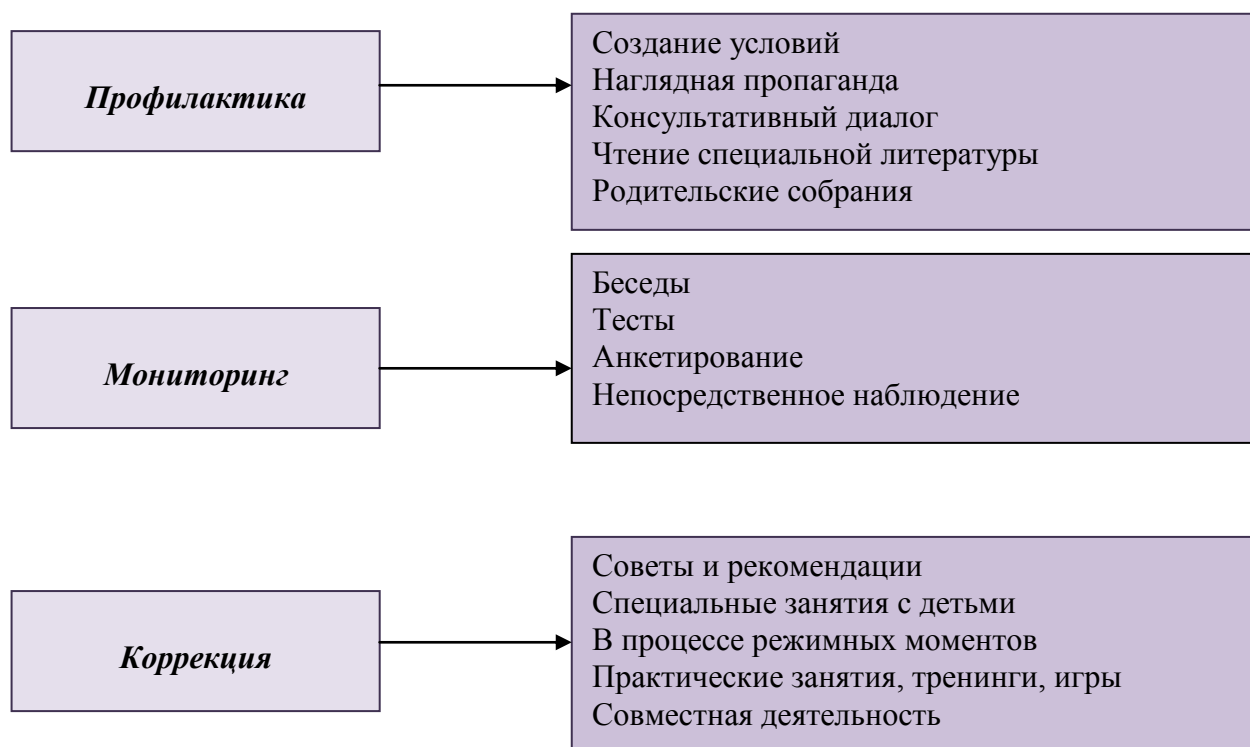 Профилактика
Создание условий
Наглядная пропаганда
Консультативный диалог
Чтение специальной литературы
Родительские собрания
Мониторинг
Беседы
Тесты
Анкетирование
Непосредственное наблюдение
Коррекция
Советы и рекомендации
Специальные занятия с детьми
В процессе режимных моментов
Практические занятия, тренинги, игры
Совместная деятельность